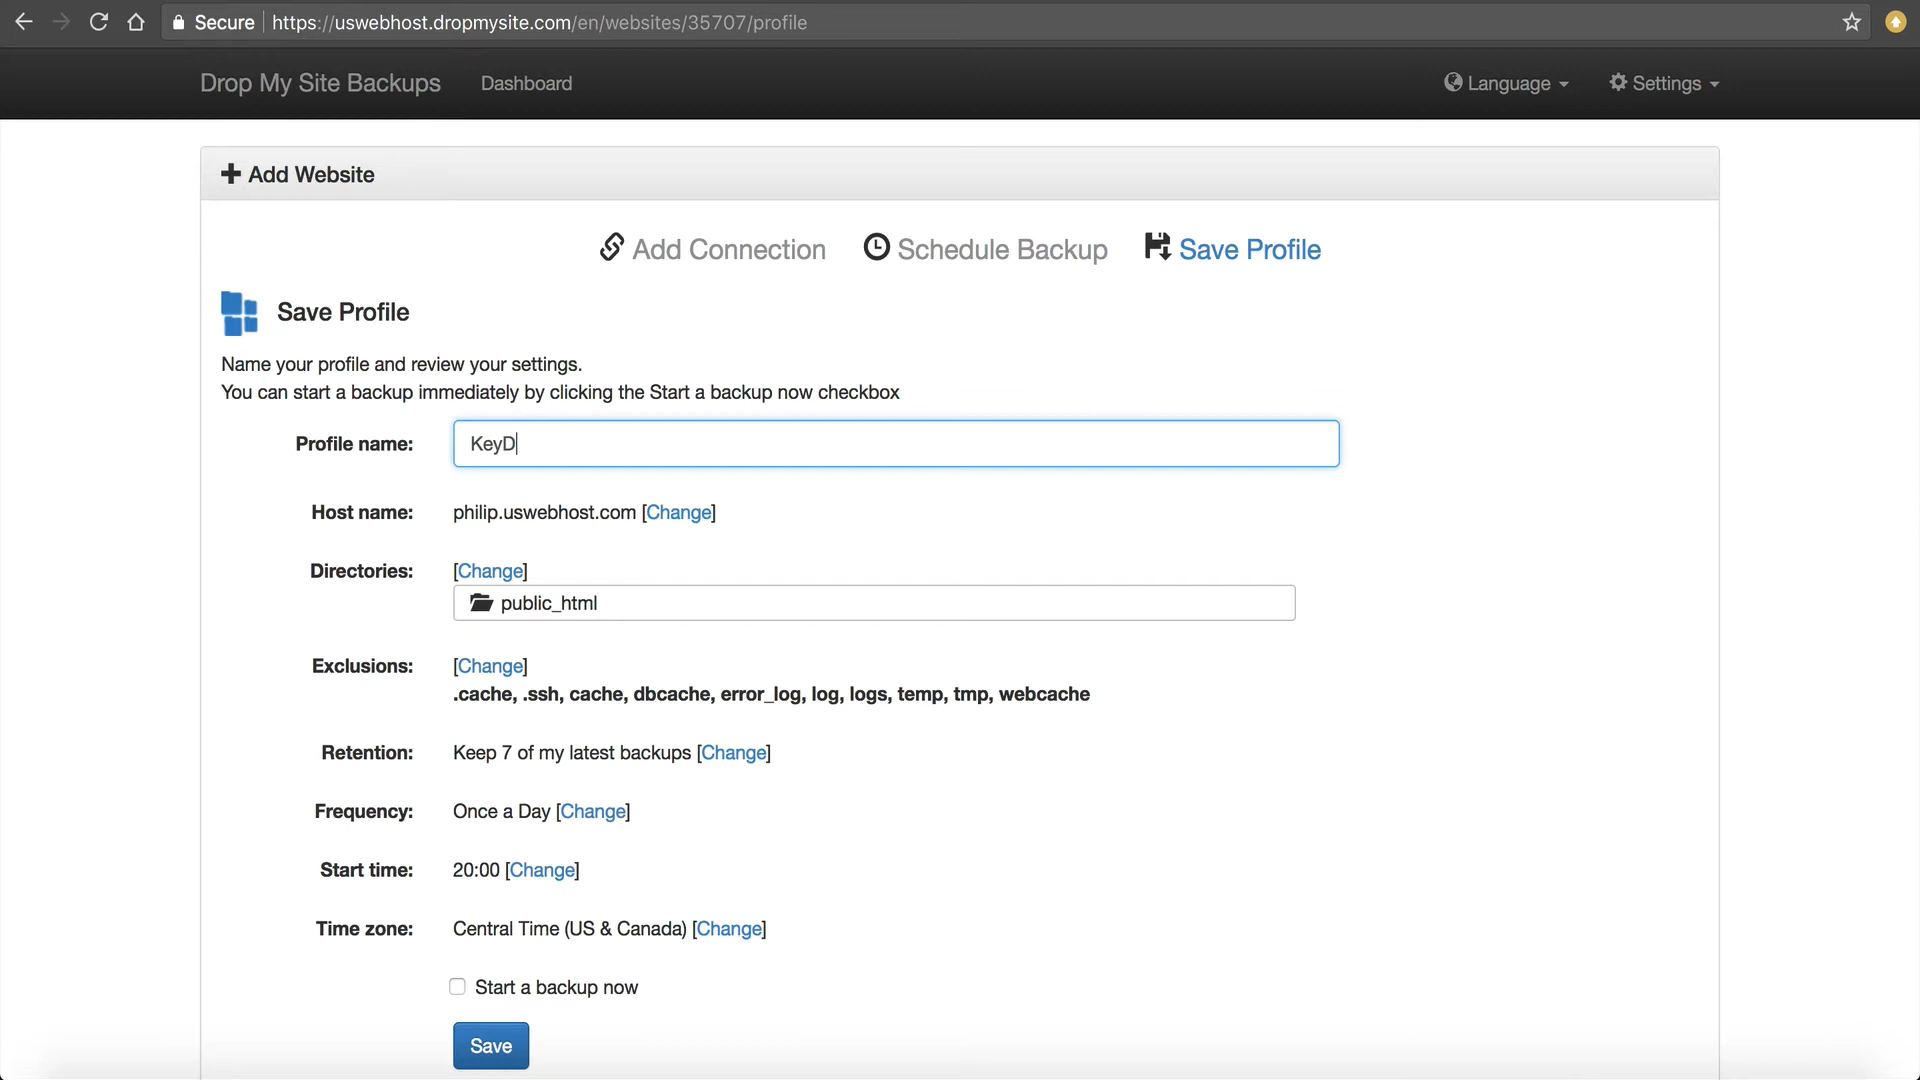 Secure https://uswebhost.dropmysite.com/en/websites/35707/profile
Drop My Site Backups Dashboard Language Settings
Add Website
Add Connection Schedule Backup Save Profile
Save Profile
Name your profile and review your settings.
You can start a backup immediately by clicking the Start a backup now checkbox
Profile name: KeyD
Host name: philip.uswebhost.com [Change]
Directories: [Change]
public_html
Exclusions: [Change]
.cache, .ssh, cache, dbcache, error_log, log, logs, temp, tmp, webcache
Retention: Keep 7 of my latest backups [Change]
Frequency: Once a Day [Change]
Start time: 20:00 [Change]
Time zone: Central Time (US & Canada) [Change]
Start a backup now
Save